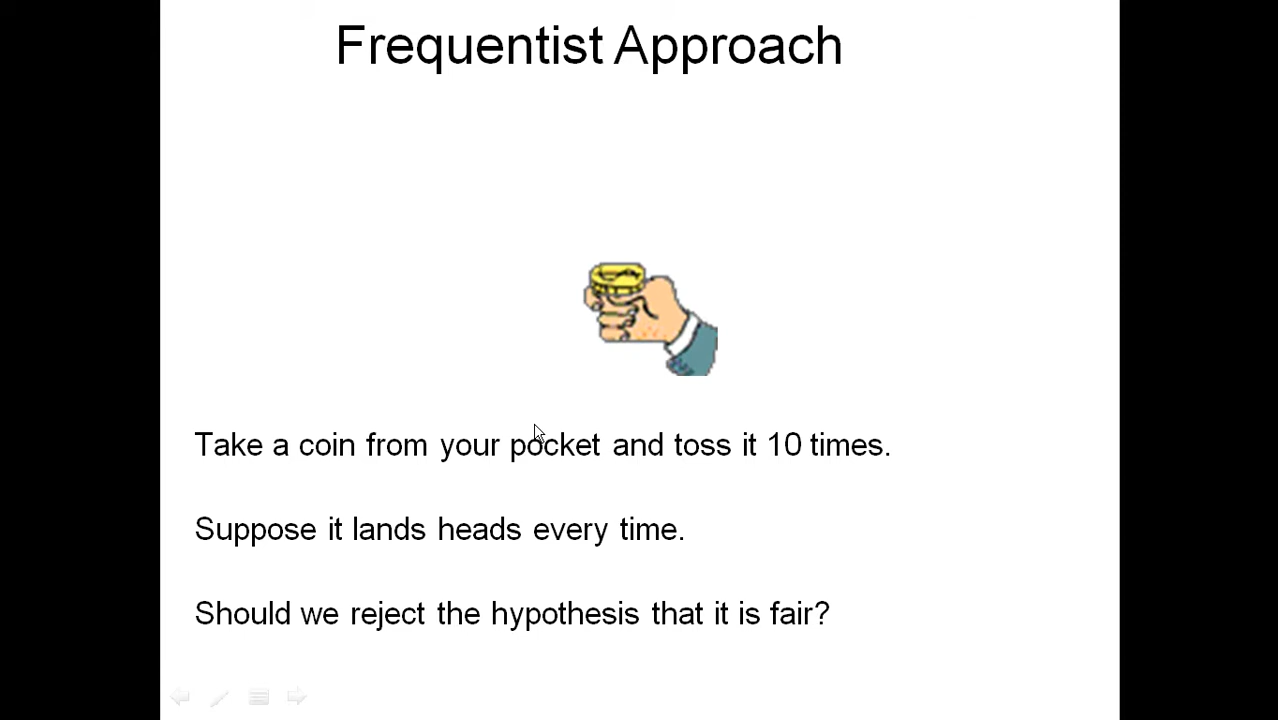 Frequentist Approach
Take a coin from your pocket and toss it 10 times.
Suppose it lands heads every time.
Should we reject the hypothesis that it is fair?